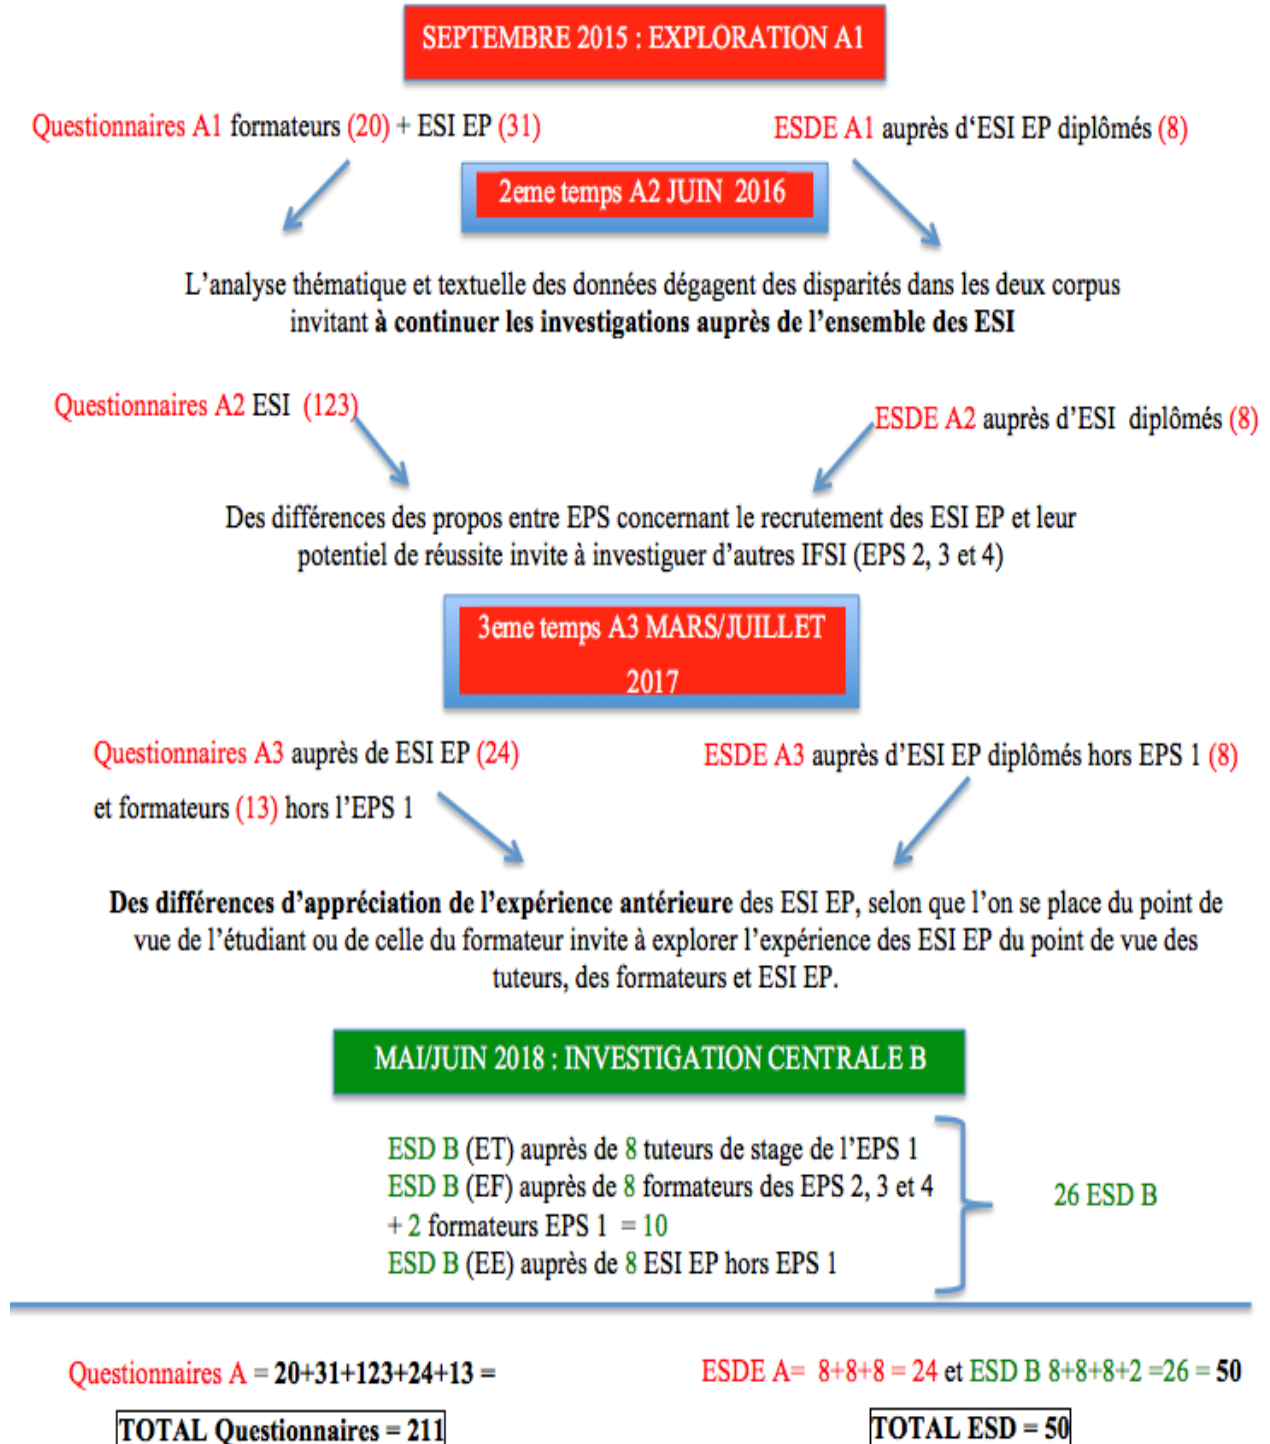 SEPTEMBRE 2015 : EXPLORATION A1
Questionnaires A1 formateurs (20) + ESI EP (31)
ESDE A1 auprès d‘ESI EP diplômés (8)
2eme temps A2 JUIN 2016
L’analyse thématique et textuelle des données dégagent des disparités dans les deux corpus
invitant à continuer les investigations auprès de l’ensemble des ESI
Questionnaires A2 ESI (123)
ESDE A2 auprès d’ESI diplômés (8)
Des différences des propos entre EPS concernant le recrutement des ESI EP et leur
potentiel de réussite invite à investiguer d’autres IFSI (EPS 2, 3 et 4)
3eme temps A3 MARS/JUILLET
2017
Questionnaires A3 auprès de ESI EP (24)
et formateurs (13) hors l’EPS 1
ESDE A3 auprès d’ESI EP diplômés hors EPS 1 (8)
Des différences d’appréciation de l’expérience antérieure des ESI EP, selon que l’on se place du point de
vue de l’étudiant ou de celle du formateur invite à explorer l’expérience des ESI EP du point de vue des
tuteurs, des formateurs et ESI EP.
MAI/JUIN 2018 : INVESTIGATION CENTRALE B
ESD B (ET) auprès de 8 tuteurs de stage de l’EPS 1
ESD B (EF) auprès de 8 formateurs des EPS 2, 3 et 4
+ 2 formateurs EPS 1 = 10
ESD B (EE) auprès de 8 ESI EP hors EPS 1
26 ESD B
Questionnaires A = 20+31+123+24+13 =
TOTAL Questionnaires = 211
ESDE A= 8+8+8 = 24 et ESD B 8+8+8+2 =26 = 50
TOTAL ESD = 50